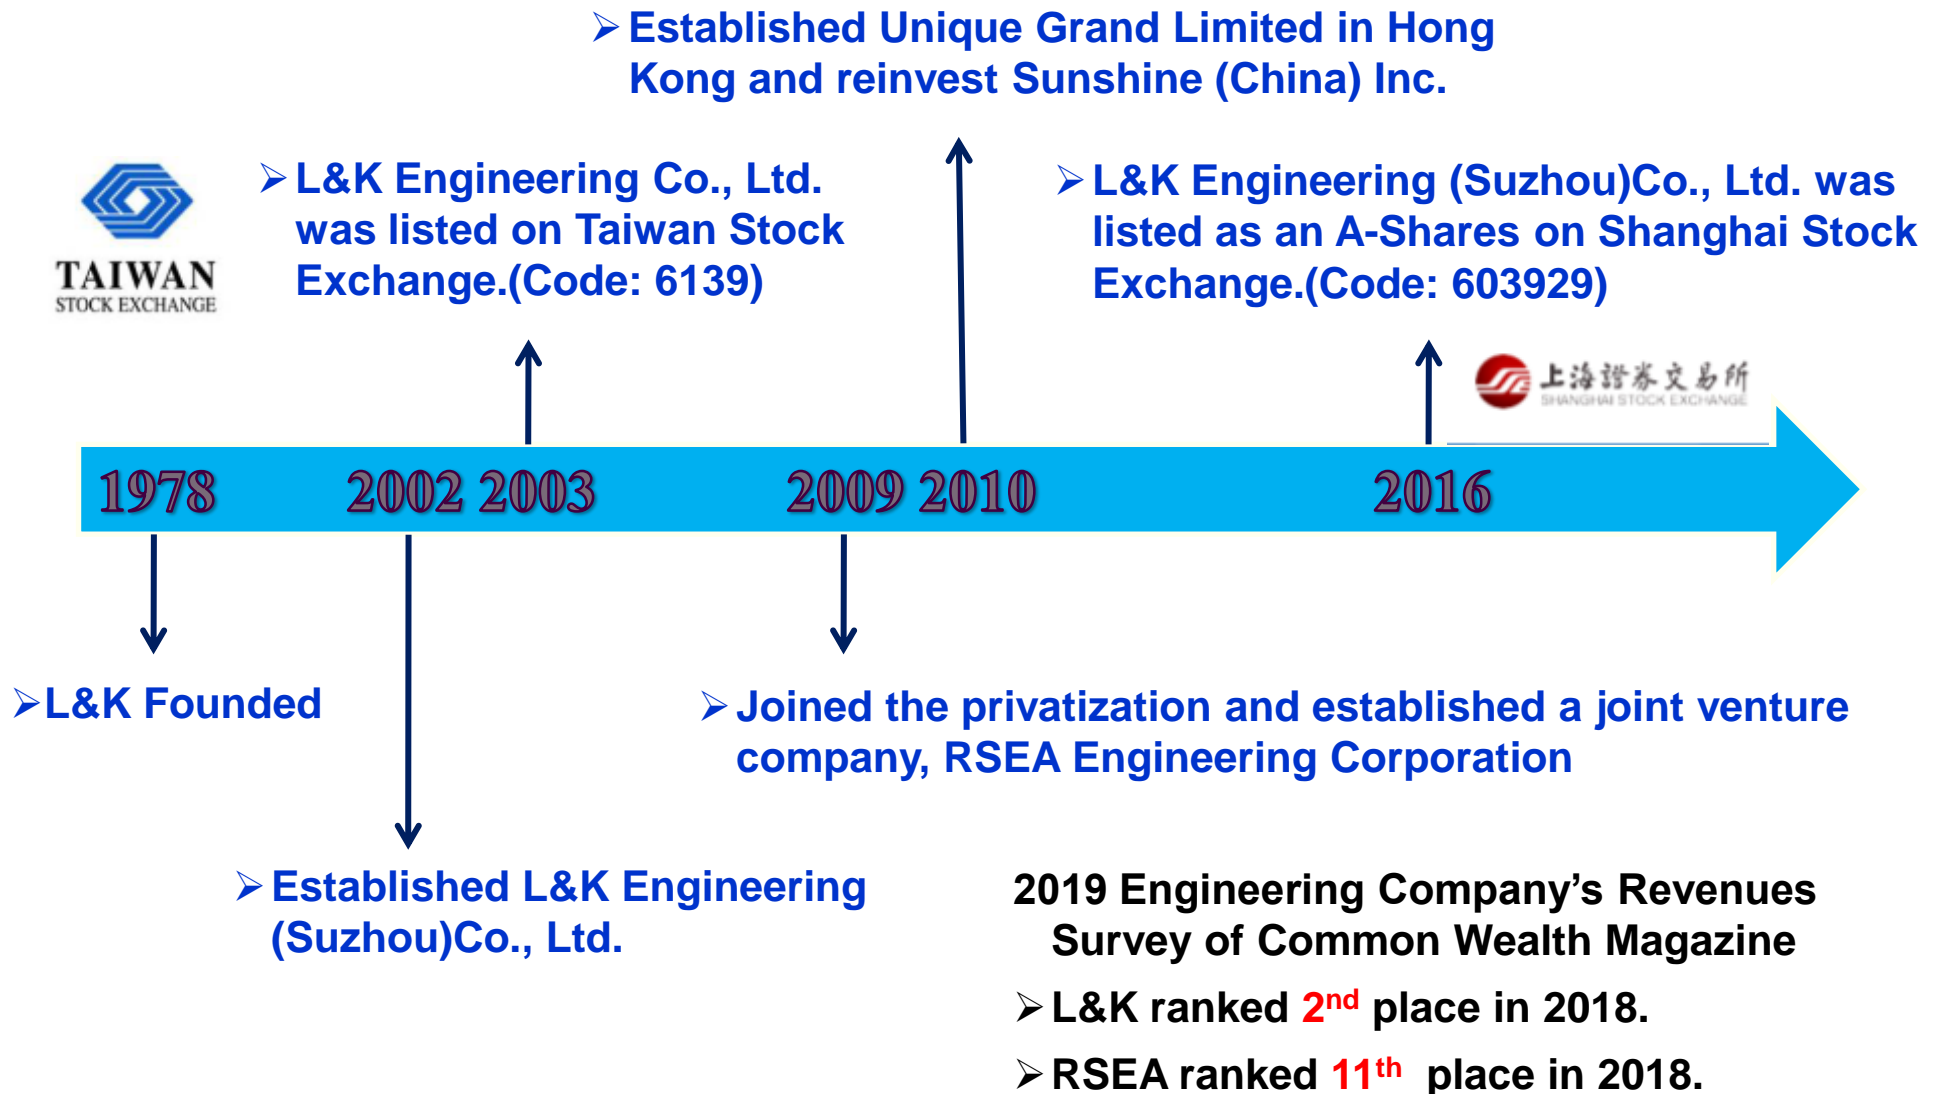 ➢ Established Unique Grand Limited in Hong
Kong and reinvest Sunshine (China) Inc.
TAIWAN
STOCK EXCHANGE
➢ L&K Engineering Co., Ltd.
was listed on Taiwan Stock
Exchange.(Code: 6139)
➢ L&K Engineering (Suzhou)Co., Ltd. was
listed as an A-Shares on Shanghai Stock
Exchange.(Code: 603929)
上海證券交易所
SHANGHAI STOCK EXCHANGE
1978 2002 2003 2009 2010 2016
➢L&K Founded
➢ Joined the privatization and established a joint venture
company, RSEA Engineering Corporation
➢ Established L&K Engineering
(Suzhou)Co., Ltd.
2019 Engineering Company’s Revenues
Survey of Common Wealth Magazine
➢ L&K ranked 2nd place in 2018.
➢ RSEA ranked 11th place in 2018.